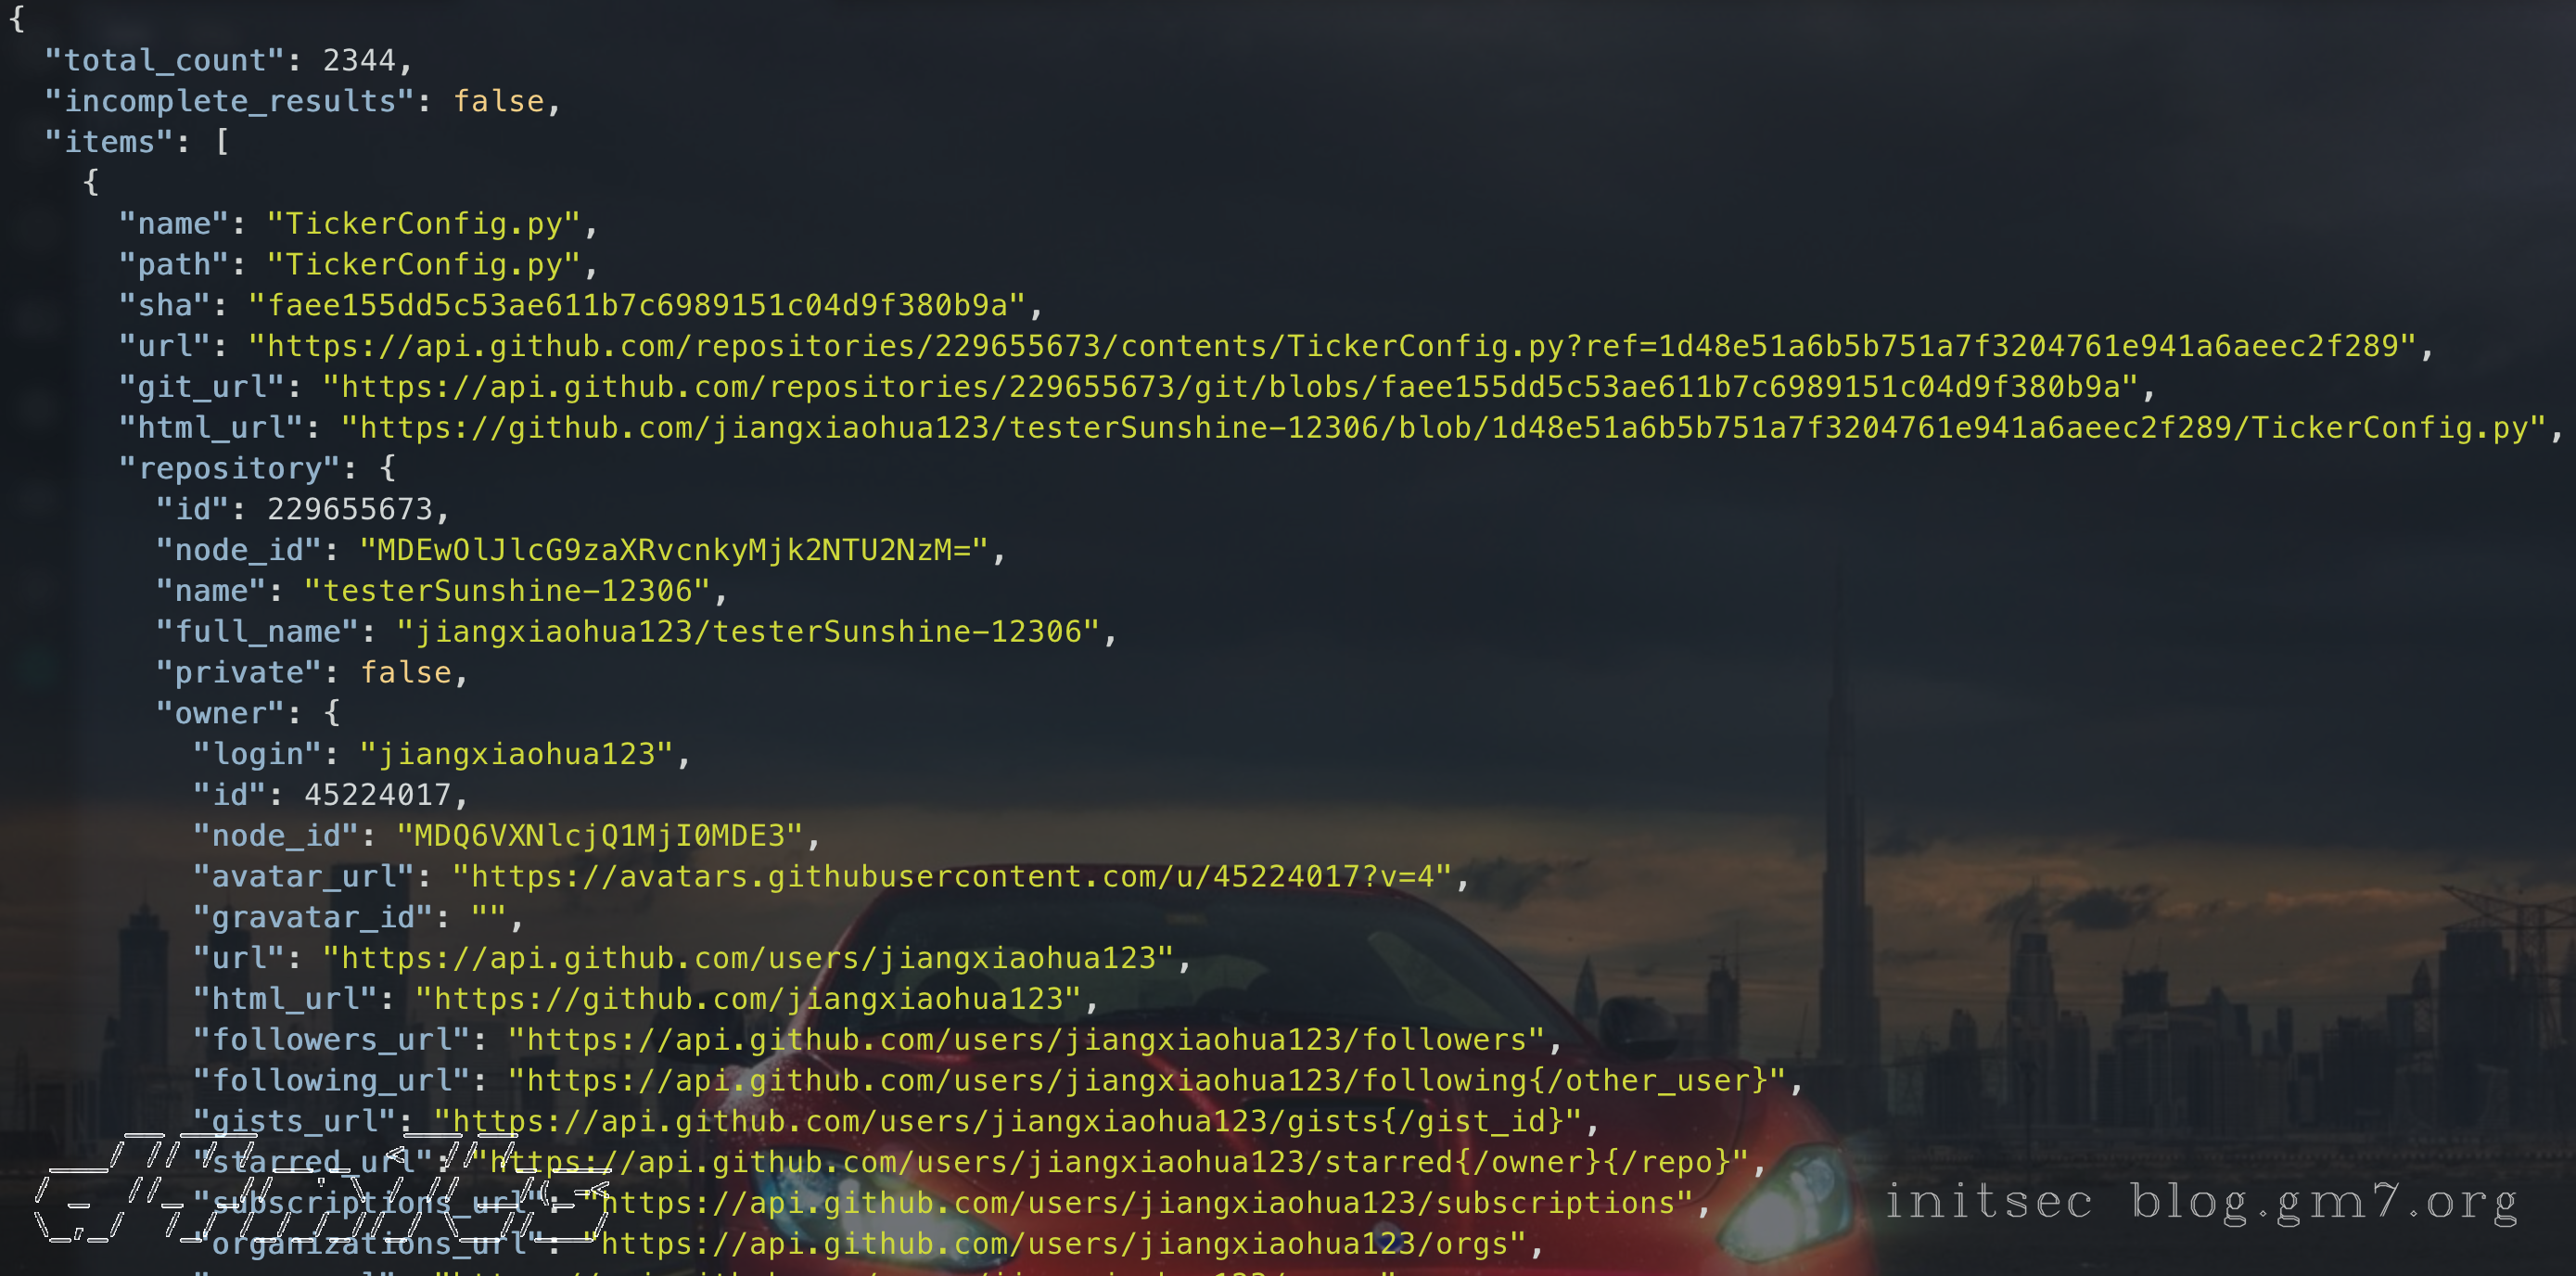 {
  "total_count": 2344,
  "incomplete_results": false,
  "items": [
    {
      "name": "TickerConfig.py",
      "path": "TickerConfig.py",
      "sha": "faee155dd5c53ae611b7c6989151c04d9f380b9a",
      "url": "https://api.github.com/repositories/229655673/contents/TickerConfig.py?ref=1d48e51a6b5b751a7f3204761e941a6aeec2f289",
      "git_url": "https://api.github.com/repositories/229655673/git/blobs/faee155dd5c53ae611b7c6989151c04d9f380b9a",
      "html_url": "https://github.com/jiangxiaohua123/testerSunshine-12306/blob/1d48e51a6b5b751a7f3204761e941a6aeec2f289/TickerConfig.py",
      "repository": {
        "id": 229655673,
        "node_id": "MDEwOlJlcG9zaXRvcnkyMjk2NTU2NzM=",
        "name": "testerSunshine-12306",
        "full_name": "jiangxiaohua123/testerSunshine-12306",
        "private": false,
        "owner": {
          "login": "jiangxiaohua123",
          "id": 45224017,
          "node_id": "MDQ6VXNlcjQ1MjI0MDE3",
          "avatar_url": "https://avatars.githubusercontent.com/u/45224017?v=4",
          "gravatar_id": "",
          "url": "https://api.github.com/users/jiangxiaohua123",
          "html_url": "https://github.com/jiangxiaohua123",
          "followers_url": "https://api.github.com/users/jiangxiaohua123/followers",
          "following_url": "https://api.github.com/users/jiangxiaohua123/following{/other_user}",
          "gists_url": "https://api.github.com/users/jiangxiaohua123/gists{/gist_id}",
          "starred_url": "https://api.github.com/users/jiangxiaohua123/starred{/owner}{/repo}",
          "subscriptions_url": "https://api.github.com/users/jiangxiaohua123/subscriptions",
          "organizations_url": "https://api.github.com/users/jiangxiaohua123/orgs",
initsec blog.gm7.org